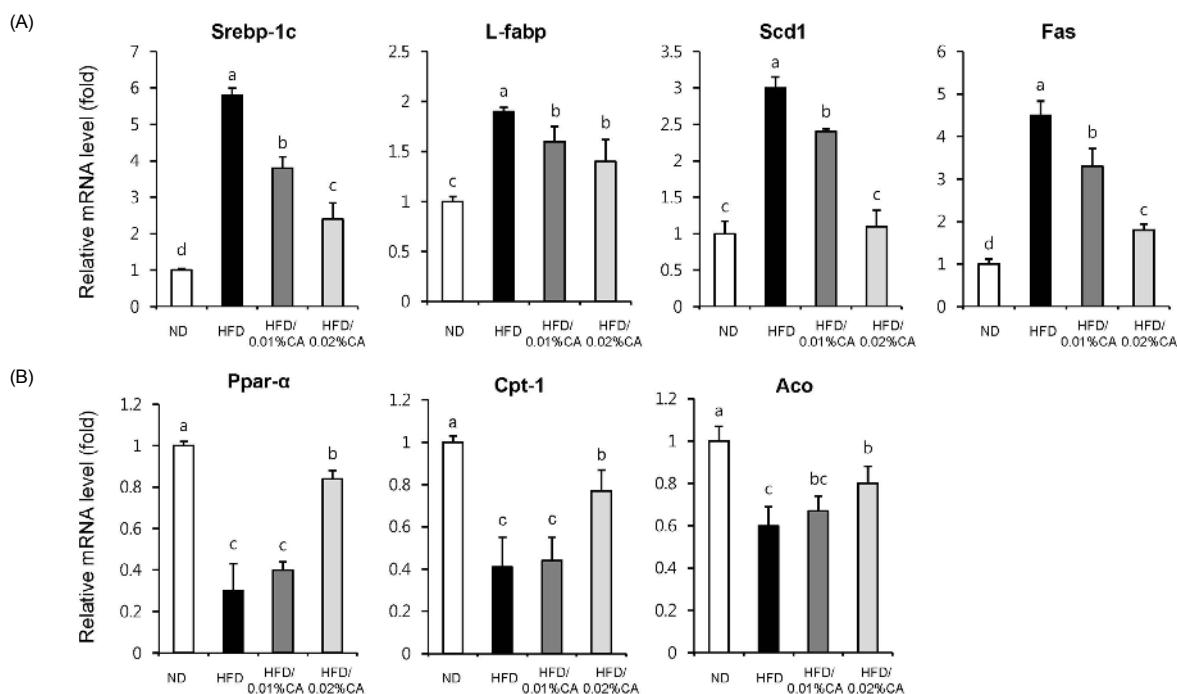 (A)
Srebp-1c
Relative mRNA level (fold)
7
6
5
4
3
2
1
0
d
a
b
c
ND
HFD
HFD/
0.01%CA
HFD/
0.02%CA
L-fabp
2.5
2
1.5
1
0.5
0
c
a
b
b
ND
HFD
HFD/
0.01%CA
HFD/
0.02%CA
Scd1
3.5
3
2.5
2
1.5
1
0.5
0
c
a
b
c
ND
HFD
HFD/
0.01%CA
HFD/
0.02%CA
Fas
6
5
4
3
2
1
0
d
a
b
c
ND
HFD
HFD/
0.01%CA
HFD/
0.02%CA
(B)
Ppar-α
Relative mRNA level (fold)
1.2
1
0.8
0.6
0.4
0.2
0
a
c
c
b
ND
HFD
HFD/
0.01%CA
HFD/
0.02%CA
Cpt-1
1.2
1
0.8
0.6
0.4
0.2
0
a
c
c
b
ND
HFD
HFD/
0.01%CA
HFD/
0.02%CA
Aco
1.2
1
0.8
0.6
0.4
0.2
0
a
c
bc
b
ND
HFD
HFD/
0.01%CA
HFD/
0.02%CA